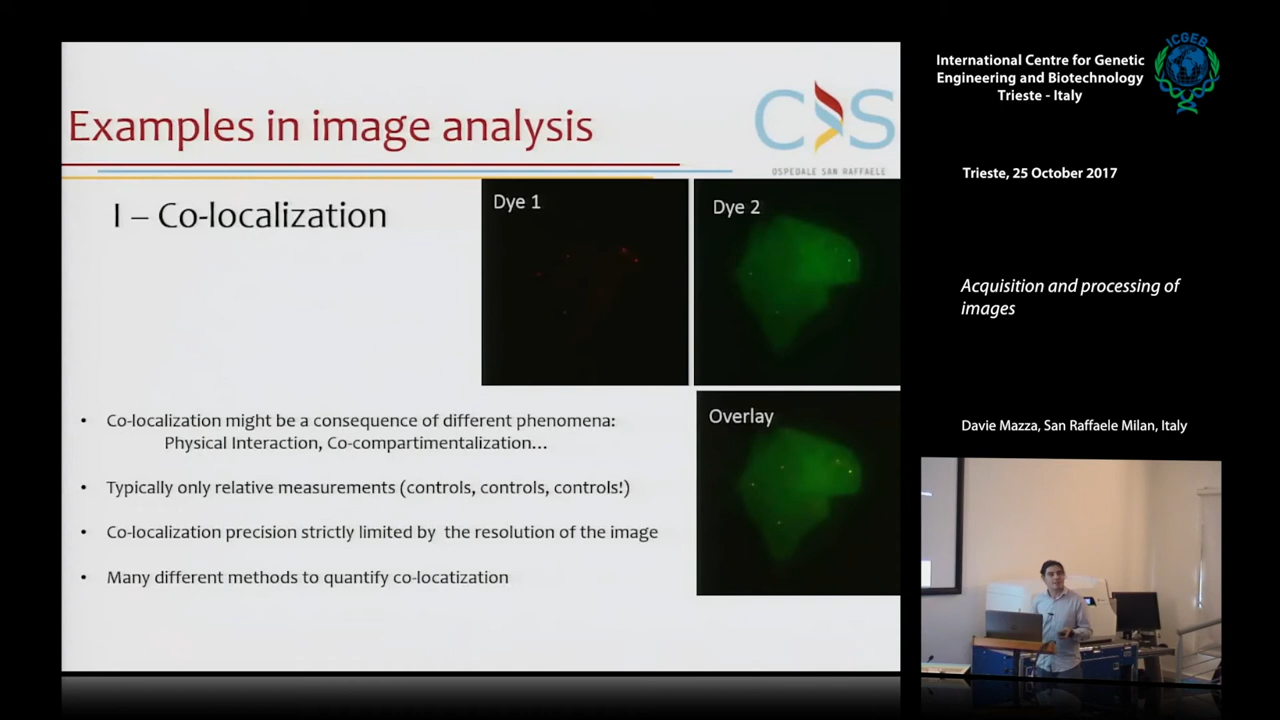 Examples in image analysis
CIS
OSPEDALE SAN RAFFAELE
I – Co-localization
Dye 1
Dye 2
Overlay
• Co-localization might be a consequence of different phenomena:
Physical Interaction, Co-compartimentalization...
• Typically only relative measurements (controls, controls, controls!)
• Co-localization precision strictly limited by the resolution of the image
• Many different methods to quantify co-locatization
International Centre for Genetic
Engineering and Biotechnology
Trieste - Italy
ICGEB
Trieste, 25 October 2017
Acquisition and processing of
images
Davie Mazza, San Raffaele Milan, Italy